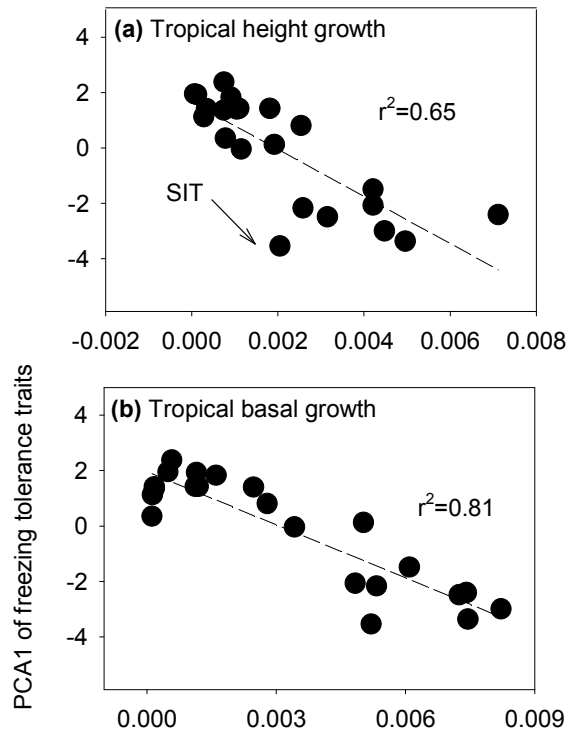 (a) Tropical height growth
4
2
r²=0.65
0
SIT
-2
-4
-0.002 0.000 0.002 0.004 0.006 0.008
PCA1 of freezing tolerance traits
(b) Tropical basal growth
4
2
r²=0.81
0
-2
-4
0.000 0.003 0.006 0.009